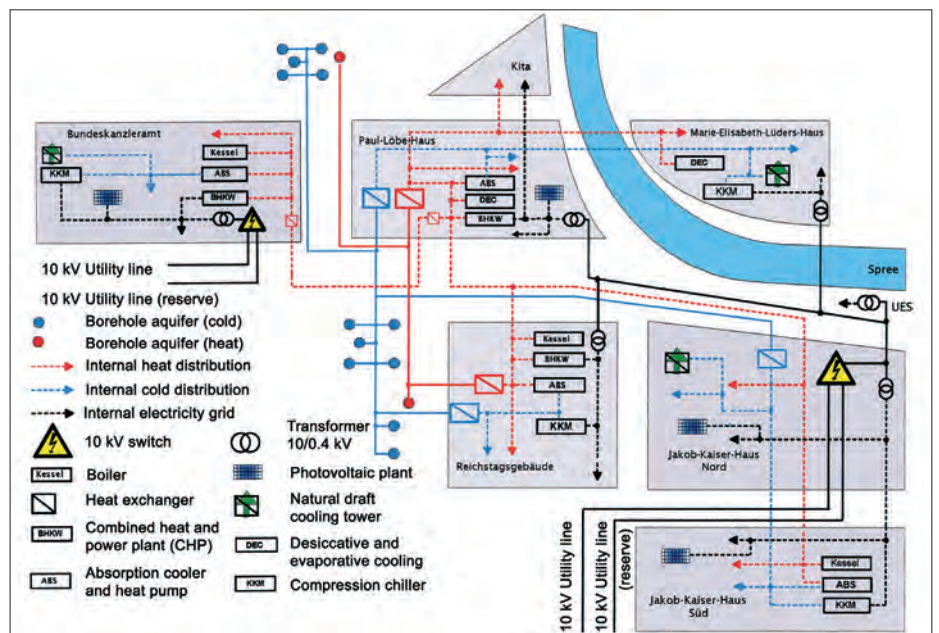 Kita
Bundeskanzleramt
Kessel
KKM
ABS
BHKW
Paul-Löbe-Haus
ABS
DEC
BHKW
Marie-Elisabeth-Lüders-Haus
DEC
KKM
Spree
UES
10 kV Utility line
10 kV Utility line (reserve)
Borehole aquifer (cold)
Borehole aquifer (heat)
Internal heat distribution
Internal cold distribution
Internal electricity grid
10 kV switch
Kessel
Boiler
Heat exchanger
BHKW
Combined heat and
power plant (CHP)
ABS
Absorption cooler
and heat pump
Transformer
10/0.4 kV
Photovoltaic plant
Natural draft
cooling tower
DEC
Desiccative and
evaporative cooling
KKM
Compression chiller
Kessel
BHKW
ABS
KKM
Reichstagsgebäude
Jakob-Kaiser-Haus
Nord
10 kV Utility line
10 kV Utility line
(reserve)
Kessel
ABS
KKM
Jakob-Kaiser-Haus
Süd